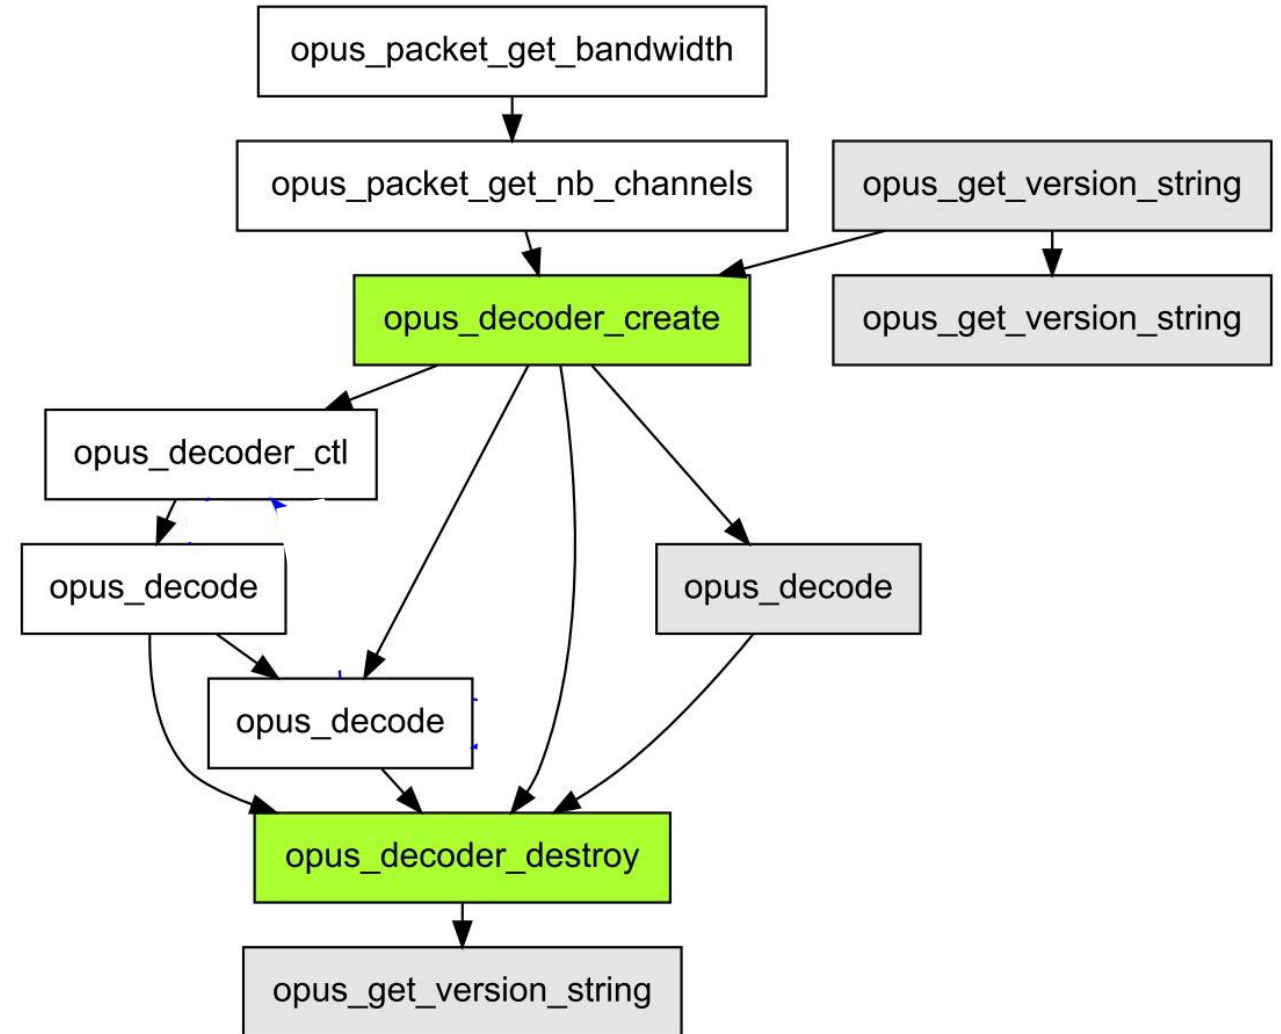 opus_packet_get_bandwidth
opus_packet_get_nb_channels
opus_get_version_string
opus_decoder_create
opus_get_version_string
opus_decoder_ctl
opus_decode
opus_decode
opus_decode
opus_decoder_destroy
opus_get_version_string